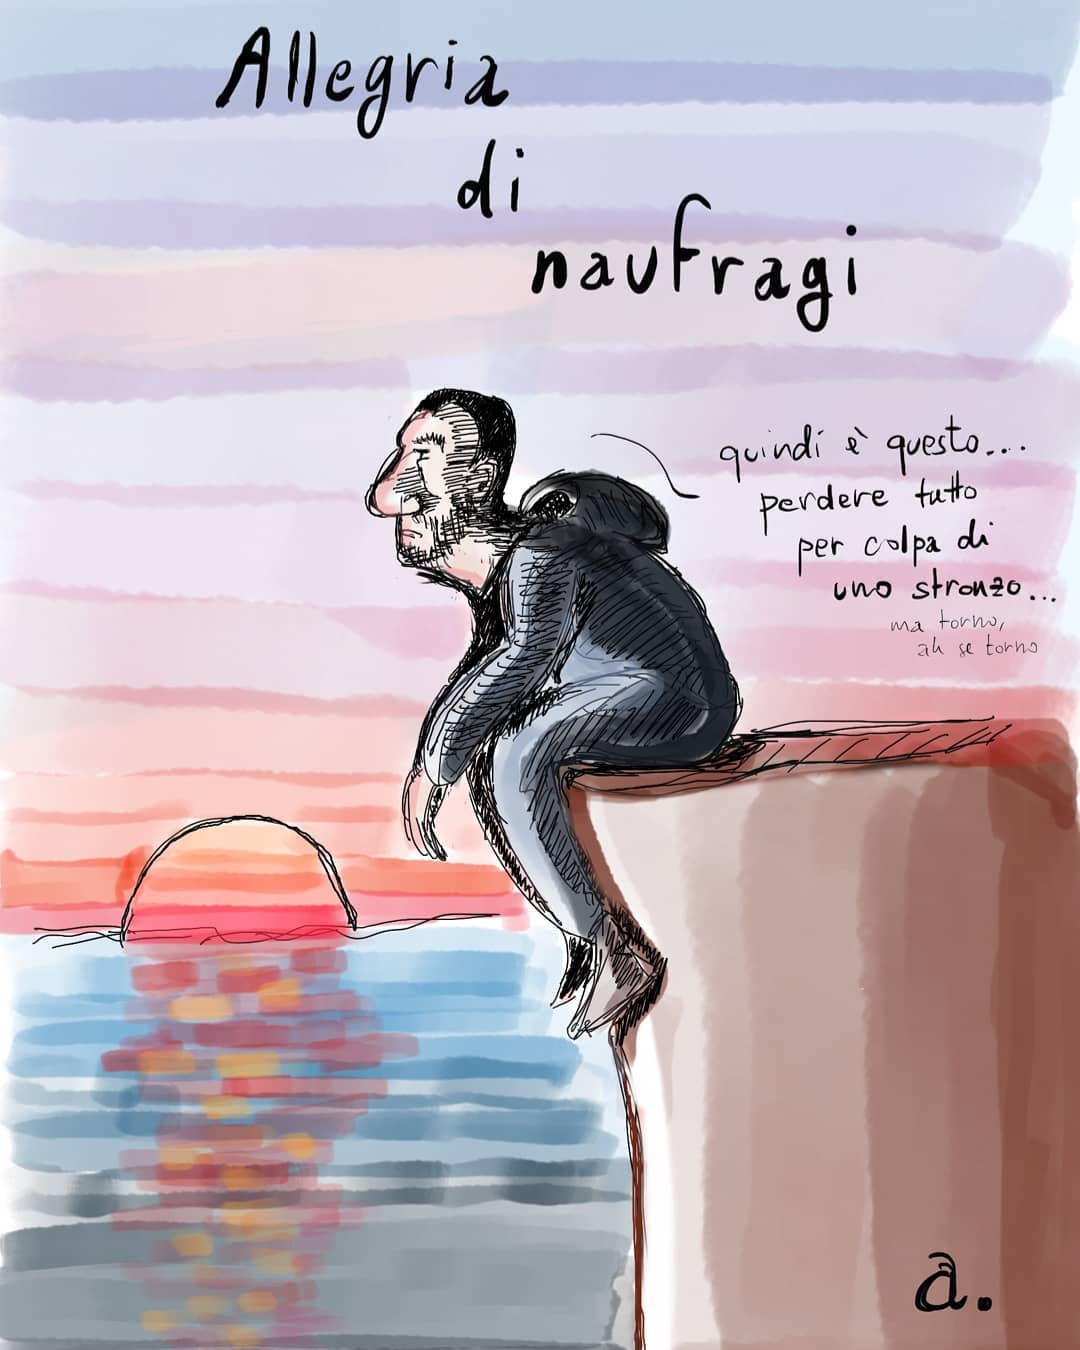 Allegria
di
naufragi
quindi è questo...
perdere tutto
per colpa di
uno stronzo...
ma torno,
ah se torno
a.